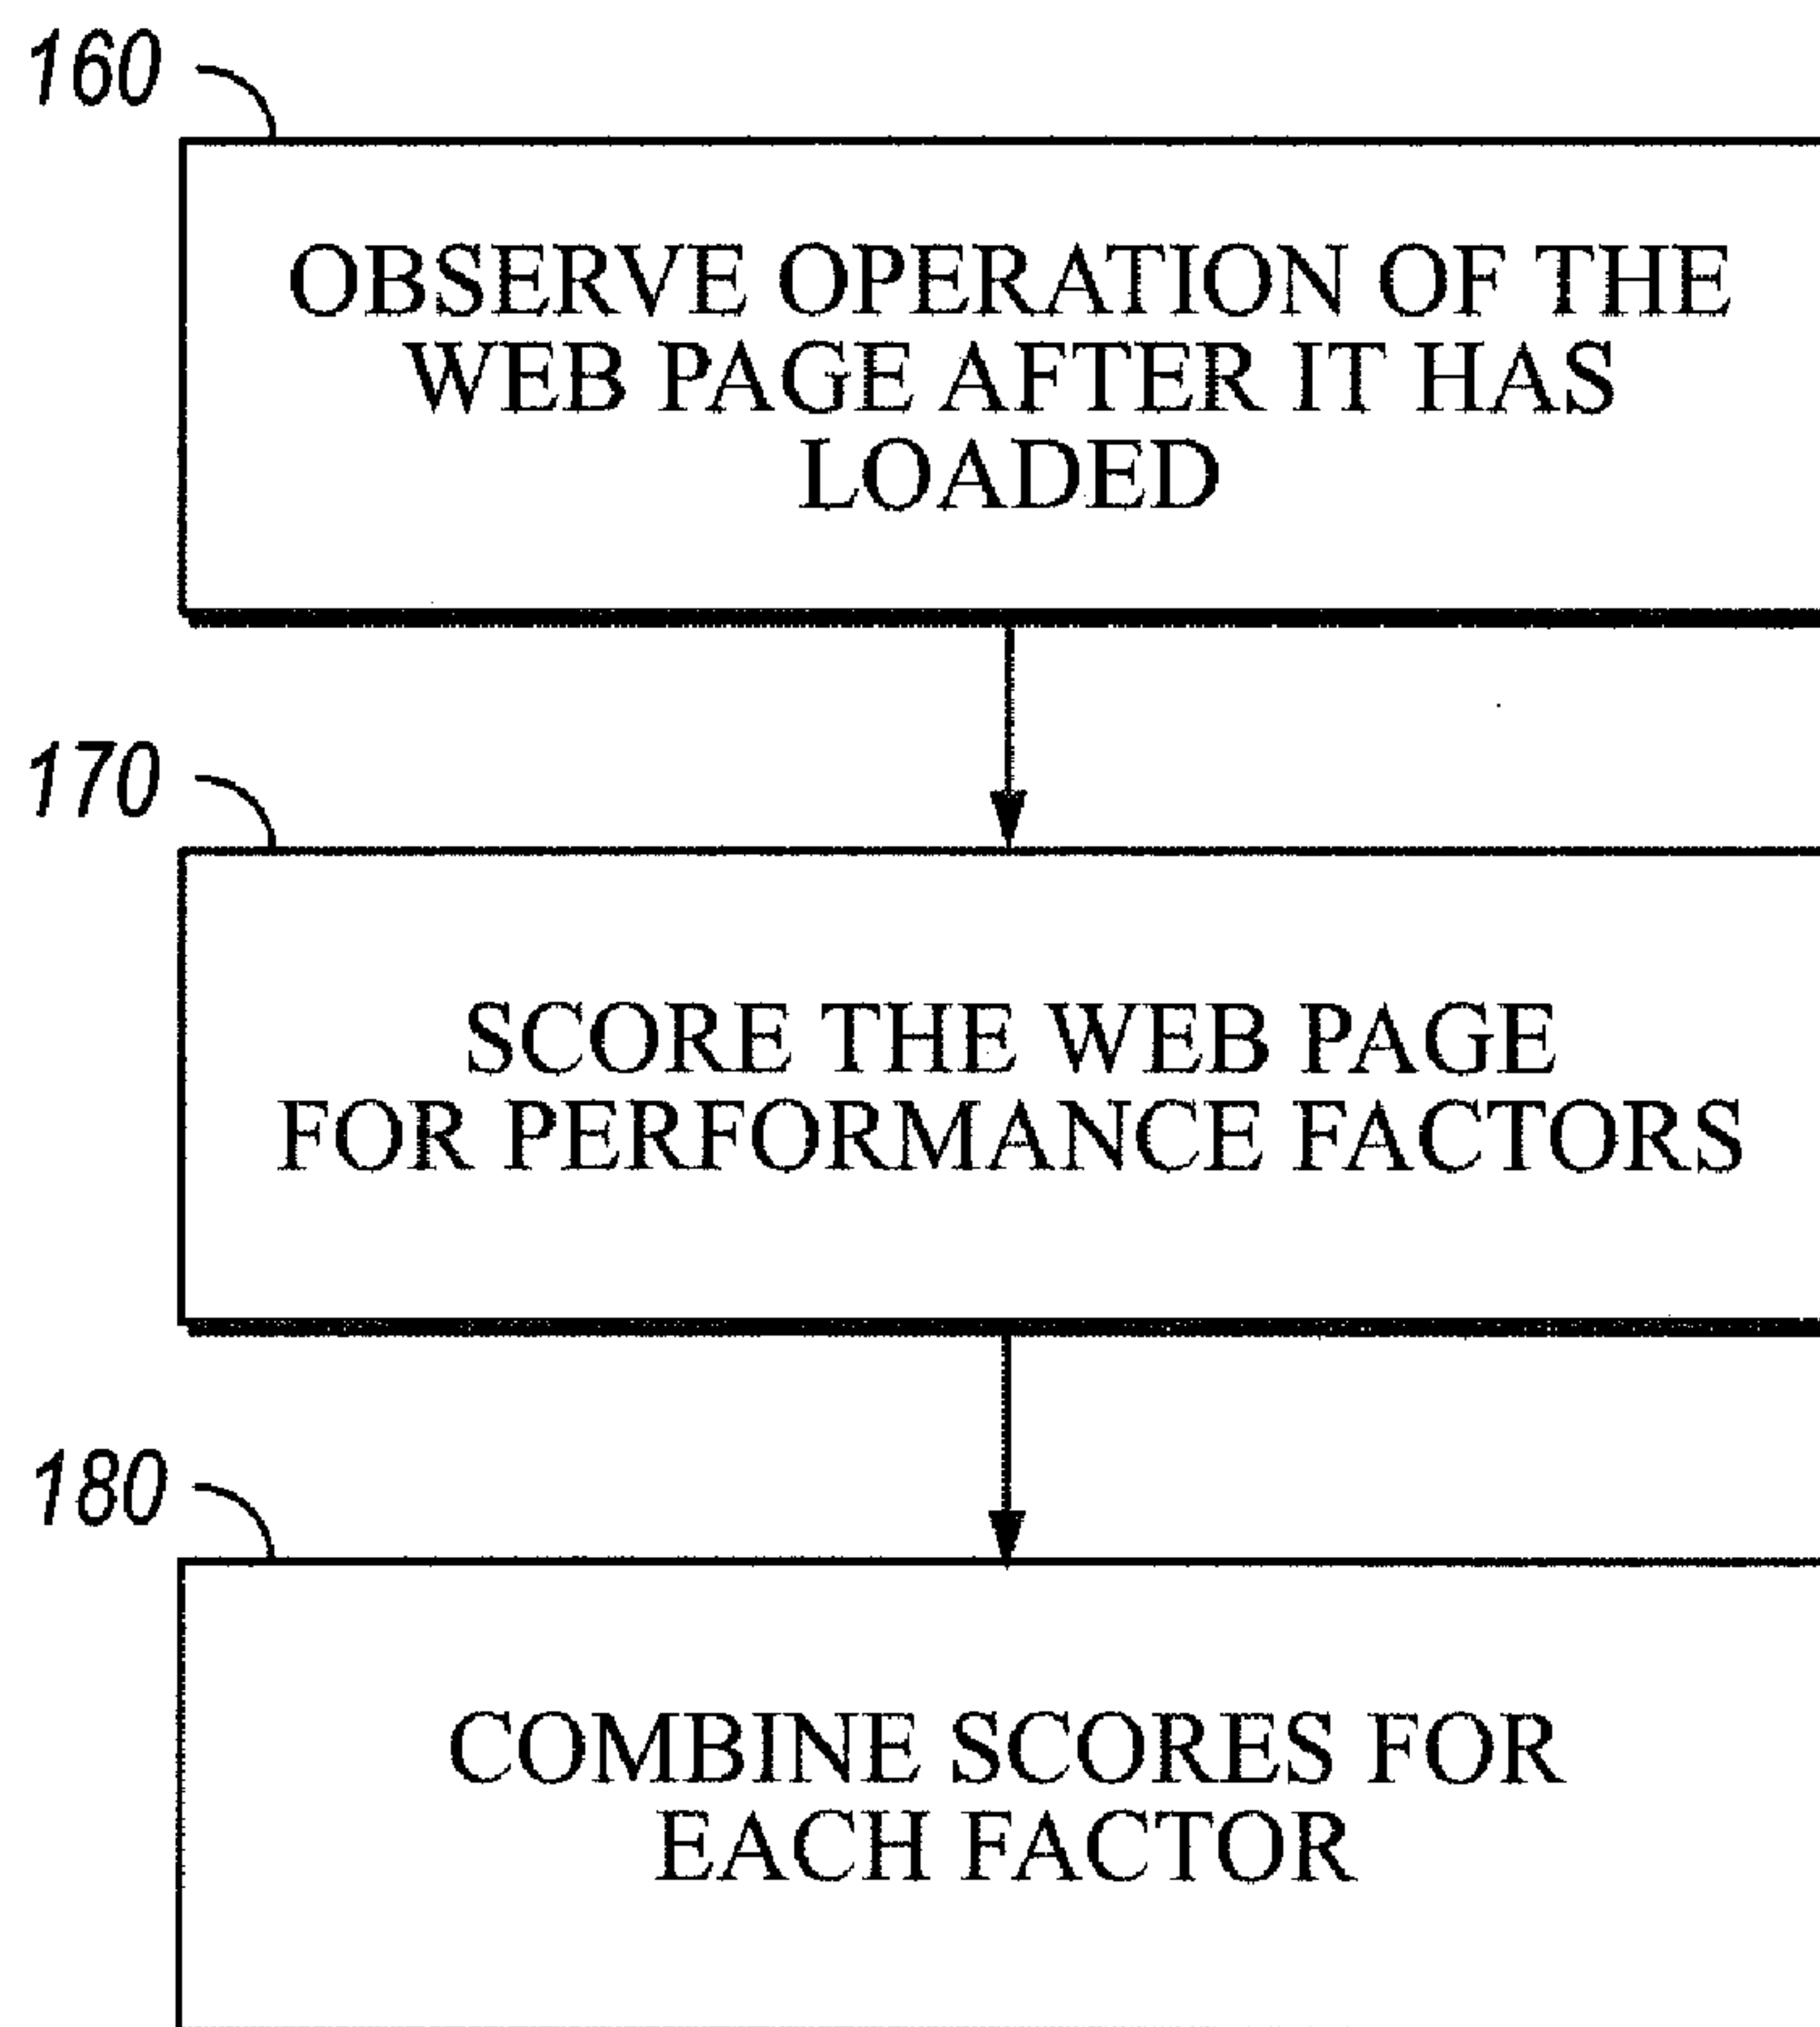 160
OBSERVE OPERATION OF THE
WEB PAGE AFTER IT HAS
LOADED
170
SCORE THE WEB PAGE
FOR PERFORMANCE FACTORS
180
COMBINE SCORES FOR
EACH FACTOR